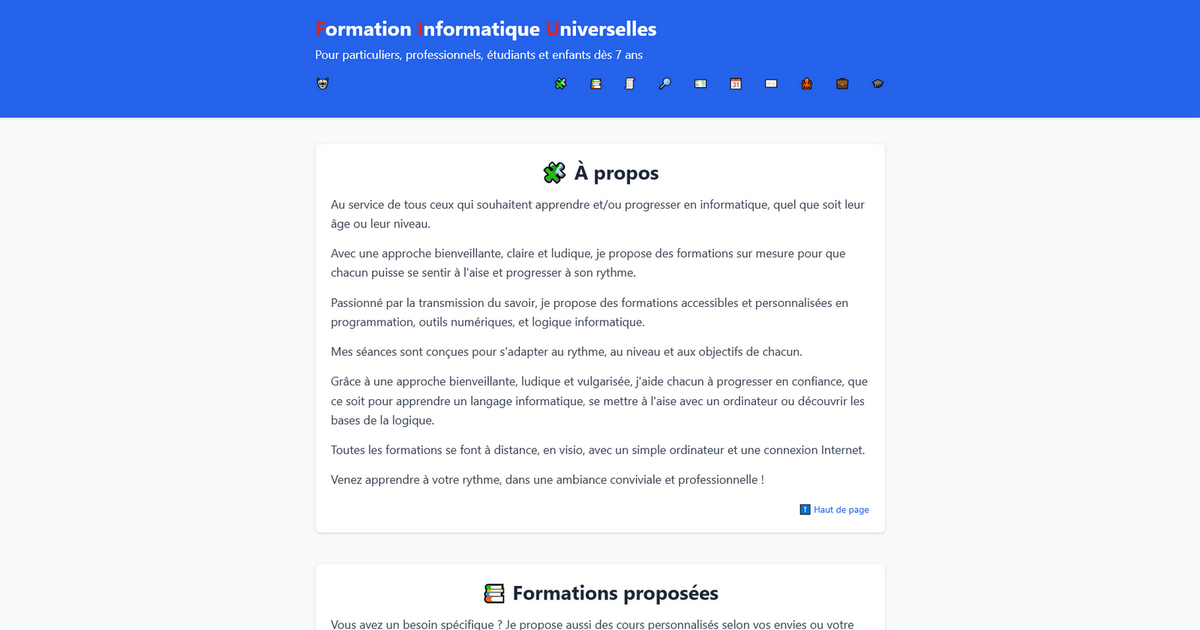 Formation Informatique Universelles
Pour particuliers, professionnels, étudiants et enfants dès 7 ans
31
À propos
Au service de tous ceux qui souhaitent apprendre et/ou progresser en informatique, quel que soit leur
âge ou leur niveau.
Avec une approche bienveillante, claire et ludique, je propose des formations sur mesure pour que
chacun puisse se sentir à l'aise et progresser à son rythme.
Passionné par la transmission du savoir, je propose des formations accessibles et personnalisées en
programmation, outils numériques, et logique informatique.
Mes séances sont conçues pour s'adapter au rythme, au niveau et aux objectifs de chacun.
Grâce à une approche bienveillante, ludique et vulgarisée, j'aide chacun à progresser en confiance, que
ce soit pour apprendre un langage informatique, se mettre à l'aise avec un ordinateur ou découvrir les
bases de la logique.
Toutes les formations se font à distance, en visio, avec un simple ordinateur et une connexion Internet.
Venez apprendre à votre rythme, dans une ambiance conviviale et professionnelle !
Haut de page
Formations proposées
Vous avez un besoin spécifique ? Je propose aussi des cours personnalisés selon vos envies ou votre